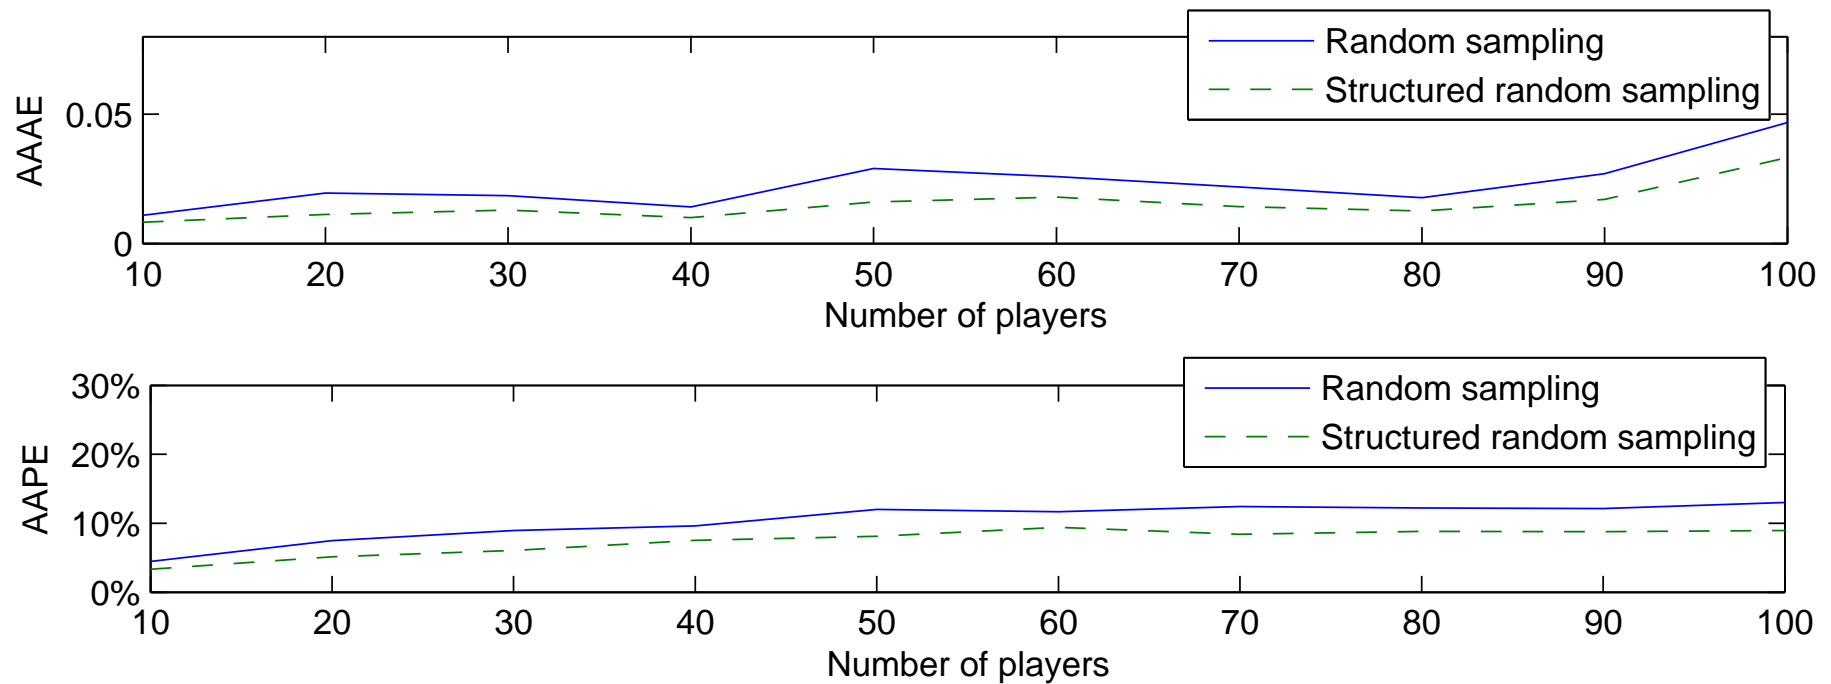 Random sampling
Structured random sampling
AAAE
0.05
0
10 20 30 40 50 60 70 80 90 100
Number of players
Random sampling
Structured random sampling
AAPE
30%
20%
10%
0%
10 20 30 40 50 60 70 80 90 100
Number of players